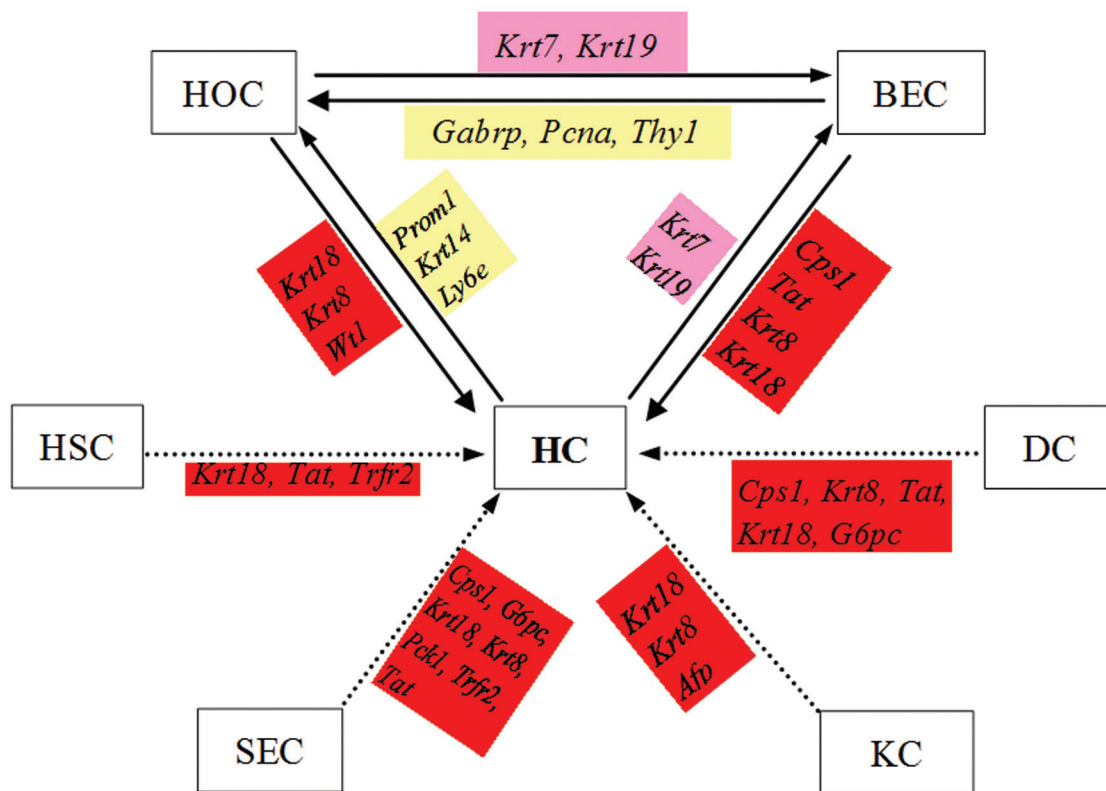 Krt7, Krt19
HOC
BEC
Gabrp, Pcna, Thy1
Prom1
Krt14
Ly6e
Krt18
Krt8
Wt1
Krt7
Krt19
Cps1
Tat
Krt8
Krt18
HSC
HC
DC
Krt18, Tat, Trfr2
Cps1, Krt8, Tat,
Krt18, G6pc
Cps1, G6pc,
Krt18, Krt8,
Pck1, Trfr2,
Tat
Krt18
Krt8
Afp
SEC
KC